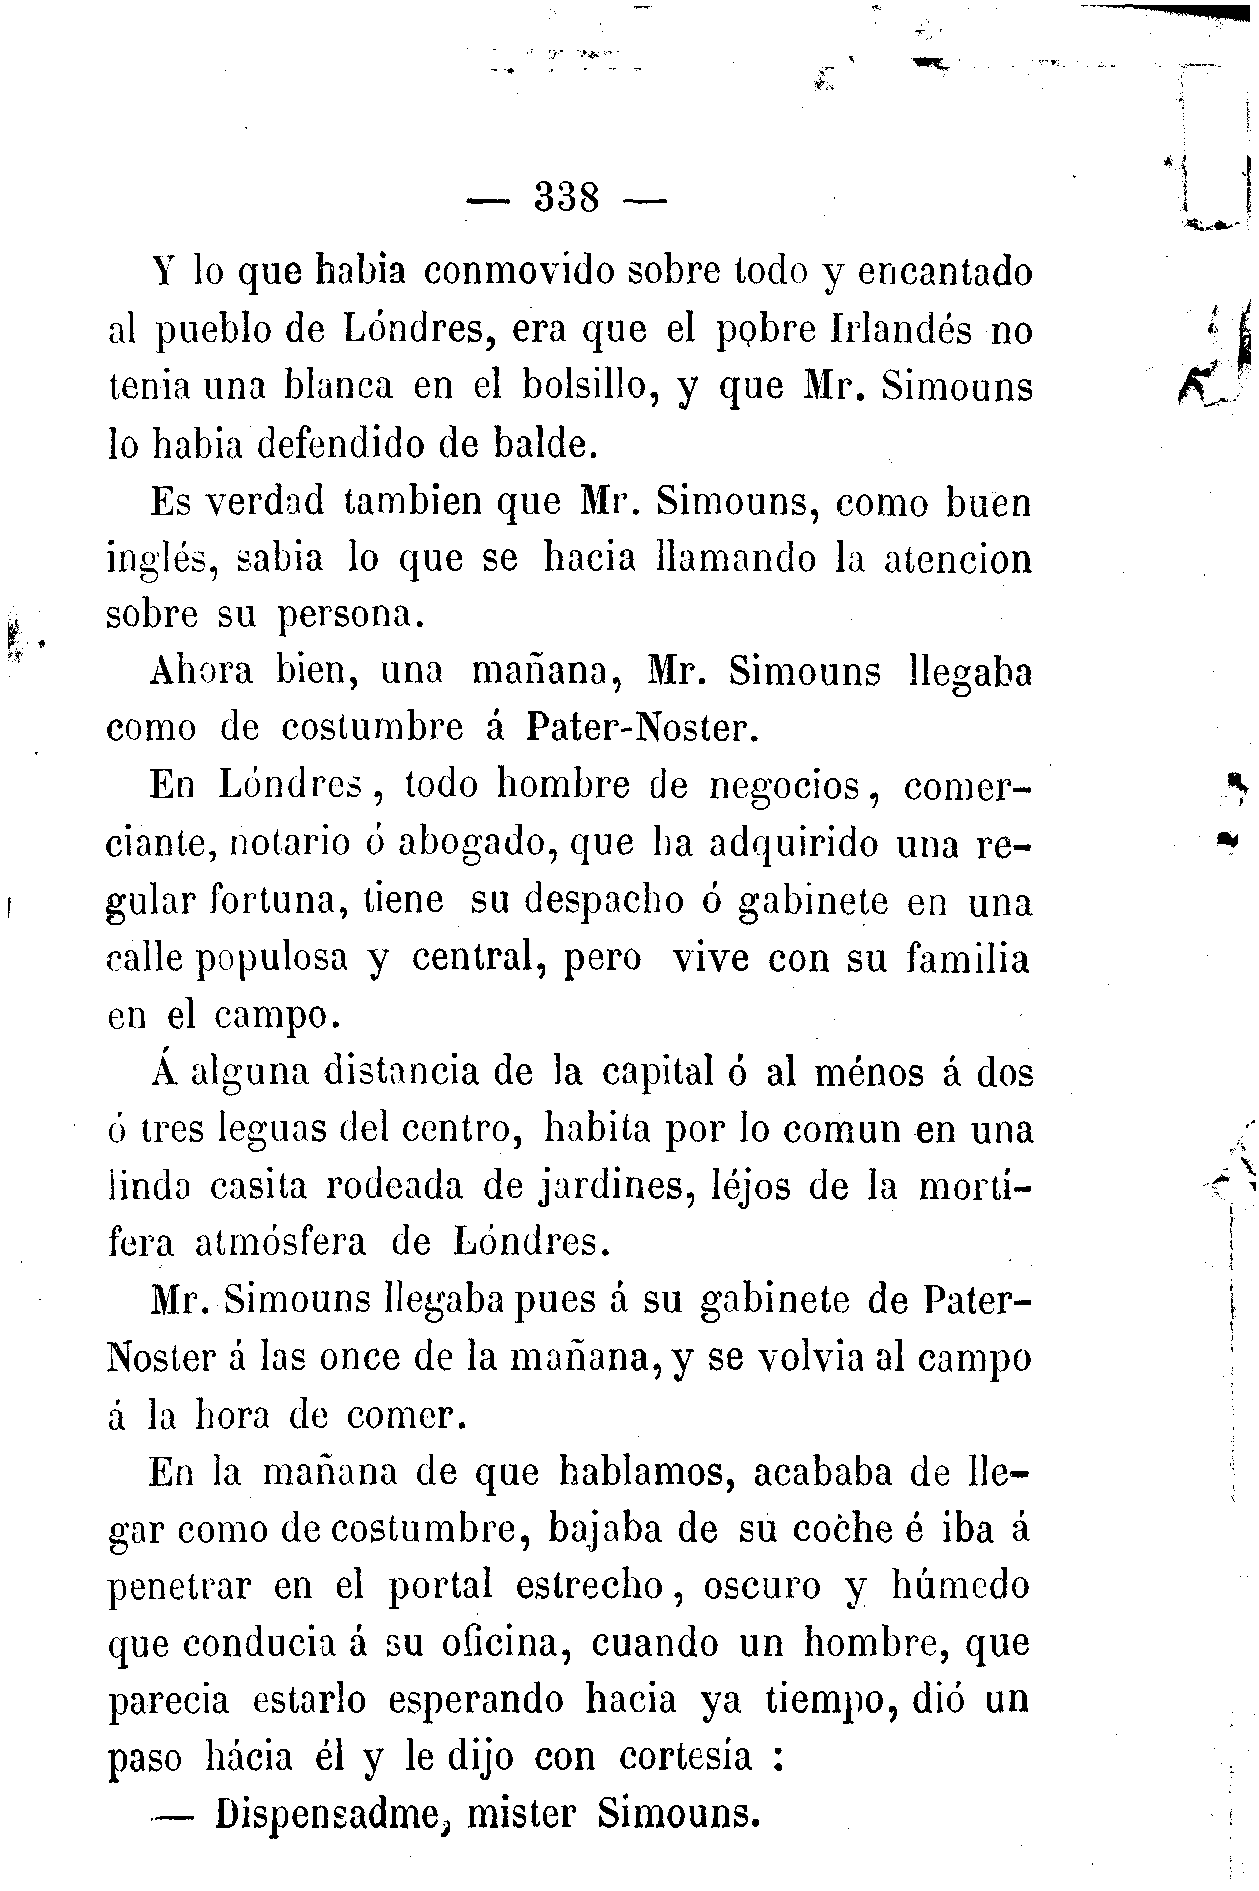 — 338 —
Y lo que habia conmovido sobre todo y encantado
al pueblo de Lóndres, era que el pobre Irlandés no
tenia una blanca en el bolsillo, y que Mr. Simouns
lo habia defendido de balde.
Es verdad tambien que Mr. Simouns, como buen
inglés, sabia lo que se hacia llamando la atencion
sobre su persona.
Ahora bien, una mañana, Mr. Simouns llegaba
como de costumbre á Pater-Noster.
En Lóndres, todo hombre de negocios, comer-
ciante, notario ó abogado, que ha adquirido una re-
gular fortuna, tiene su despacho ó gabinete en una
calle populosa y central, pero vive con su familia
en el campo.
Á alguna distancia de la capital ó al ménos á dos
ó tres leguas del centro, habita por lo comun en una
linda casita rodeada de jardines, léjos de la mortí-
fera atmósfera de Lóndres.
Mr. Simouns llegaba pues á su gabinete de Pater-
Noster á las once de la mañana, y se volvia al campo
á la hora de comer.
En la mañana de que hablamos, acababa de lle-
gar como de costumbre, bajaba de su coche é iba á
penetrar en el portal estrecho, oscuro y húmedo
que conducia á su oficina, cuando un hombre, que
parecia estarlo esperando hacia ya tiempo, dió un
paso hácia él y le dijo con cortesía :
— Dispensadme, mister Simouns.